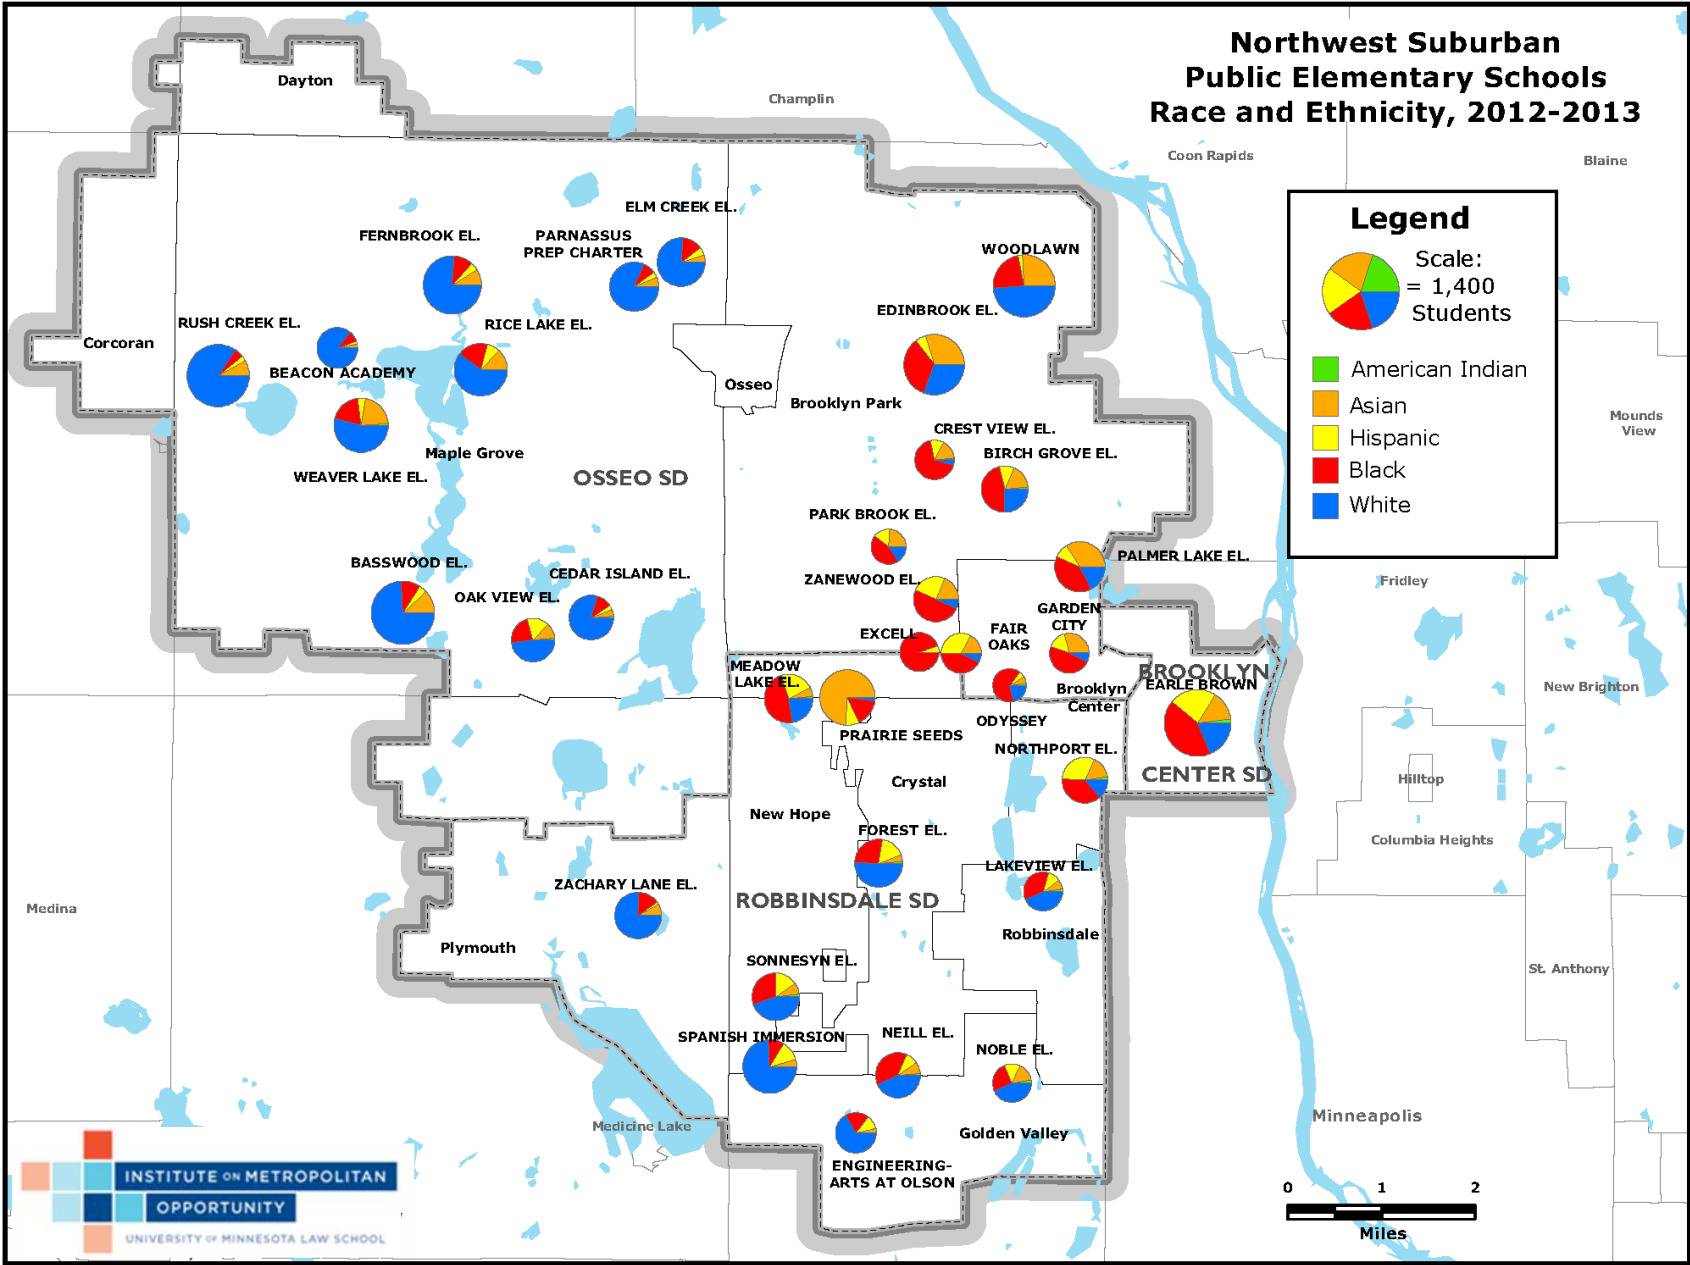 Northwest Suburban
Public Elementary Schools
Race and Ethnicity, 2012-2013
Dayton
Champlin
Coon Rapids
Blaine
Legend
Scale:
= 1,400
Students
American Indian
Asian
Hispanic
Black
White
ELM CREEK EL.
FERNBROOK EL.
PARNASSUS
PREP CHARTER
WOODLAWN
EDINBROOK EL.
RUSH CREEK EL.
RICE LAKE EL.
Corcoran
BEACON ACADEMY
Osseo
Brooklyn Park
Mounds
View
CREST VIEW EL.
BIRCH GROVE EL.
Maple Grove
WEAVER LAKE EL.
OSSEO SD
PARK BROOK EL.
PALMER LAKE EL.
BASSWOOD EL.
CEDAR ISLAND EL.
ZANEWOOD EL.
Fridley
OAK VIEW EL.
GARDEN
CITY
EXCELL
FAIR
OAKS
MEADOW
LAKE EL.
BROOKLYN
EARLE BROWN
Brooklyn
Center
New Brighton
ODYSSEY
PRAIRIE SEEDS
NORTHPORT EL.
CENTER SD
Crystal
Hilltop
New Hope
FOREST EL.
Columbia Heights
LAKEVIEW EL.
ZACHARY LANE EL.
ROBBINSDALE SD
Medina
Plymouth
Robbinsdale
SONNESYN EL.
St. Anthony
SPANISH IMMERSION
NEILL EL.
NOBLE EL.
Minneapolis
Medicine Lake
Golden Valley
ENGINEERING-
ARTS AT OLSON
INSTITUTE ON METROPOLITAN
OPPORTUNITY
UNIVERSITY OF MINNESOTA LAW SCHOOL
0 1 2
Miles